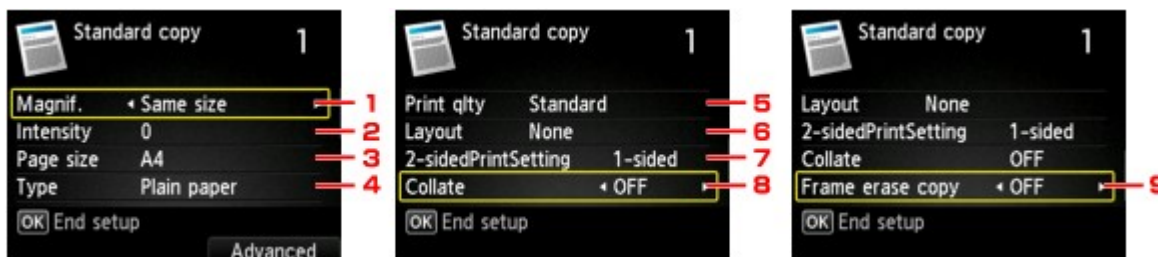 Standard copy 1
Magnif. Same size 1
Intensity 0 2
Page size A4 3
Type Plain paper 4
OK End setup
Advanced
Standard copy 1
Print qlty Standard 5
Layout None 6
2-sidedPrintSetting 1-sided 7
Collate OFF 8
OK End setup
Standard copy 1
Layout None
2-sidedPrintSetting 1-sided
Collate OFF
Frame erase copy OFF 9
OK End setup